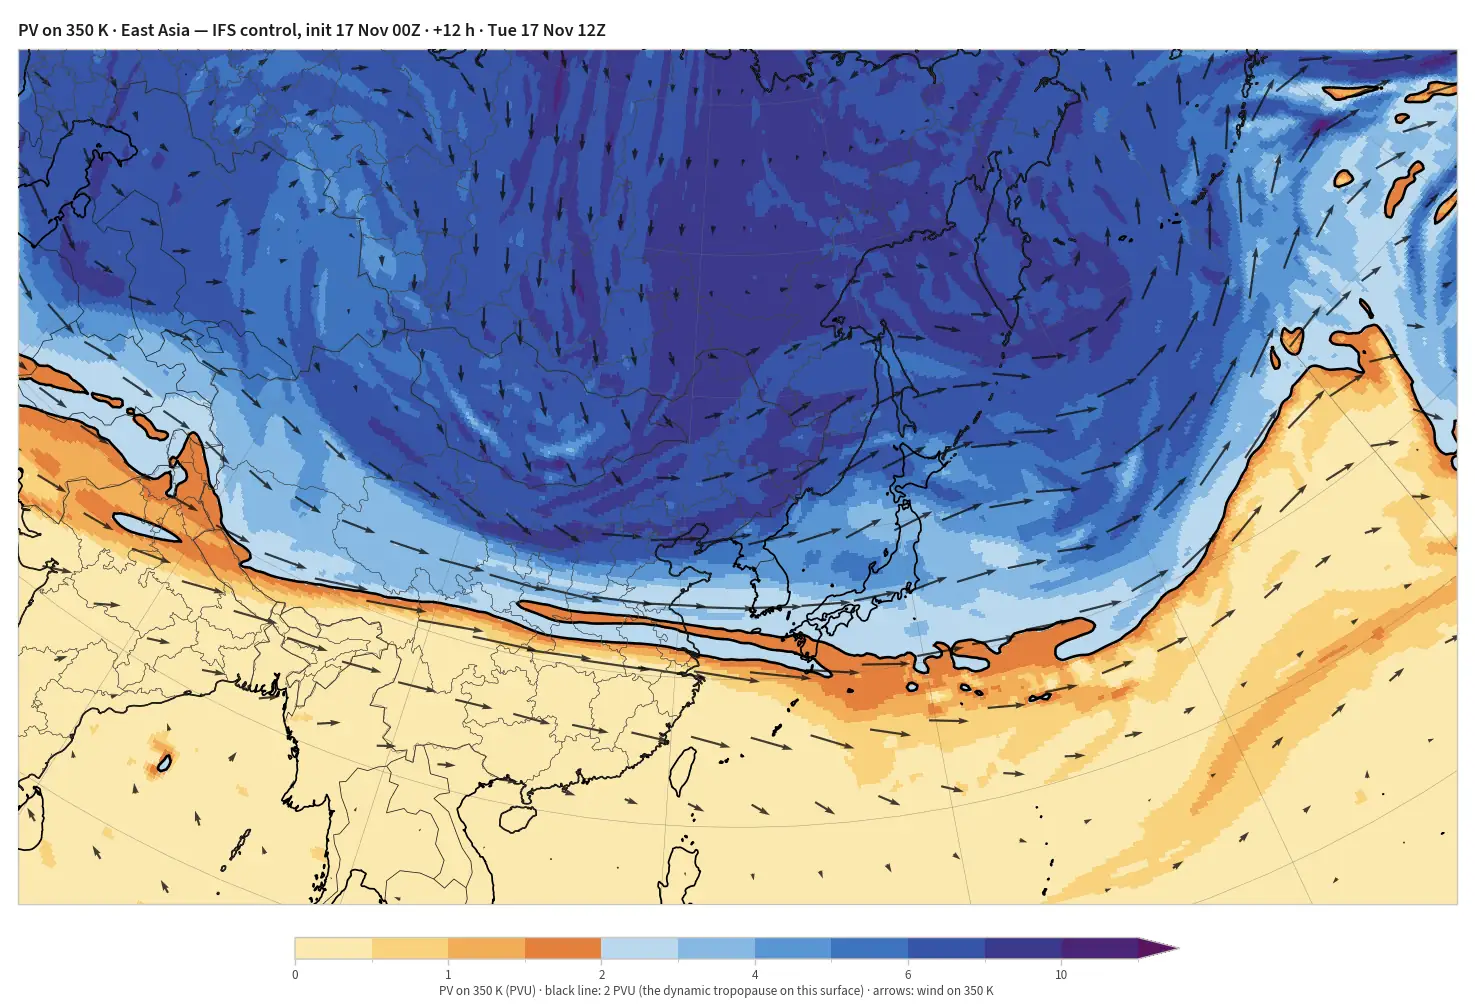 PV on 350 K · East Asia — IFS control, init 17 Nov 00Z · +12 h · Tue 17 Nov 12Z
0 1 2 4 6 10
PV on 350 K (PVU) · black line: 2 PVU (the dynamic tropopause on this surface) · arrows: wind on 350 K